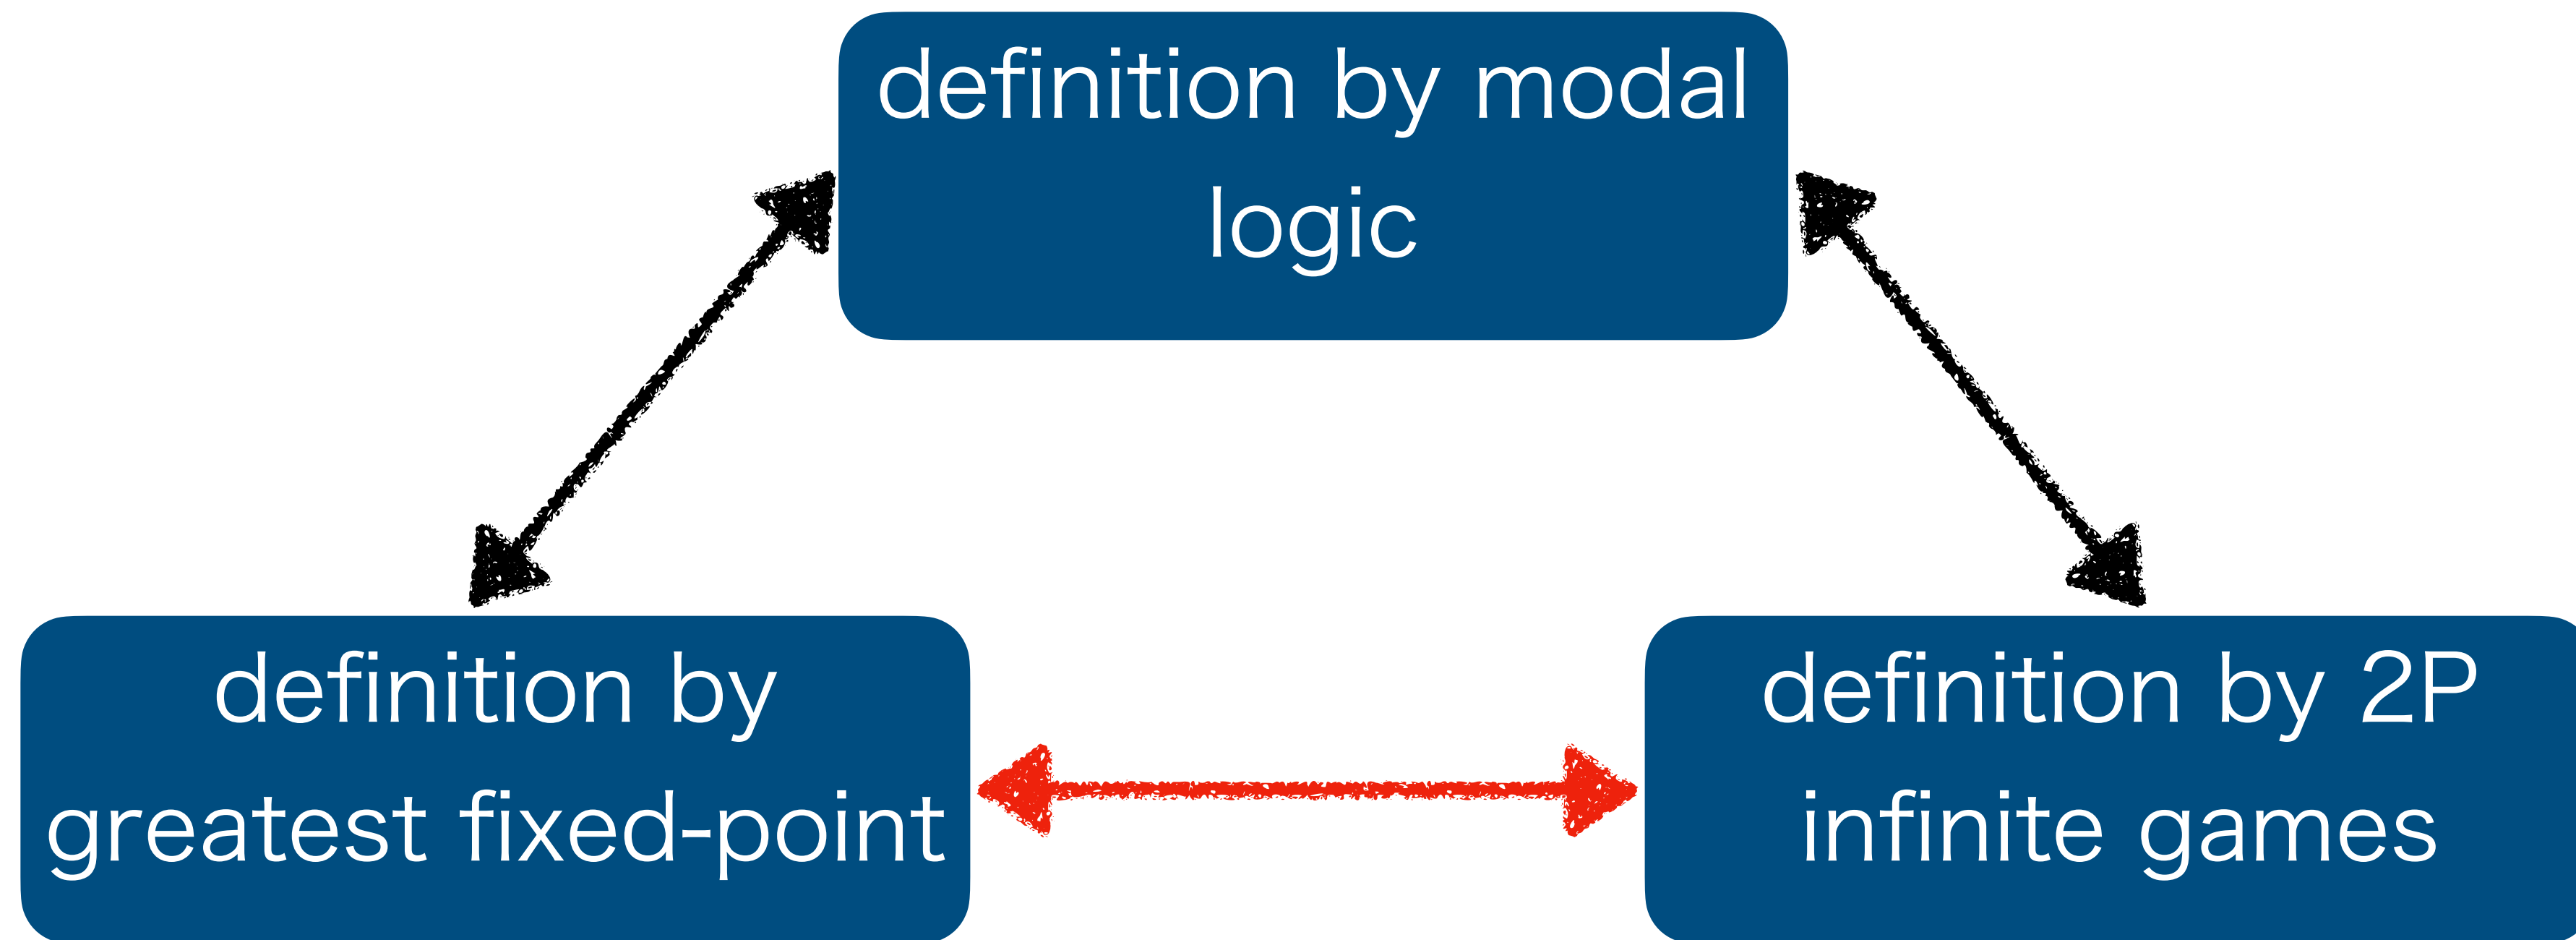 definition by modal
logic
definition by
greatest fixed-point
definition by 2P
infinite games